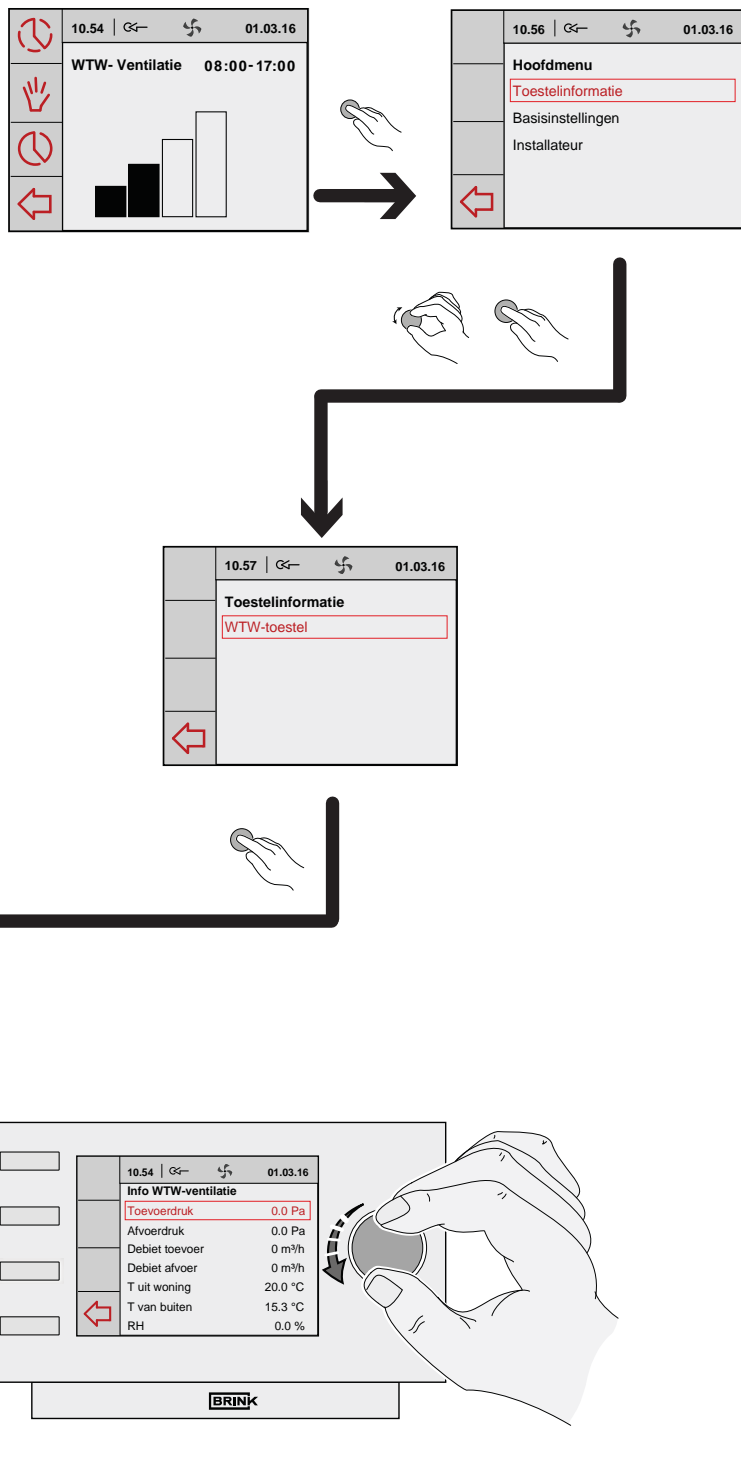 10.54 01.03.16
WTW- Ventilatie 08:00-17:00
10.56 01.03.16
Hoofdmenu
Toestelinformatie
Basisinstellingen
Installateur
10.57 01.03.16
Toestelinformatie
WTW-toestel
10.54 01.03.16
Info WTW-ventilatie
Toevoerdruk 0.0 Pa
Afvoerdruk 0.0 Pa
Debiet toevoer 0 m³/h
Debiet afvoer 0 m³/h
T uit woning 20.0 °C
T van buiten 15.3 °C
RH 0.0 %
BRINK